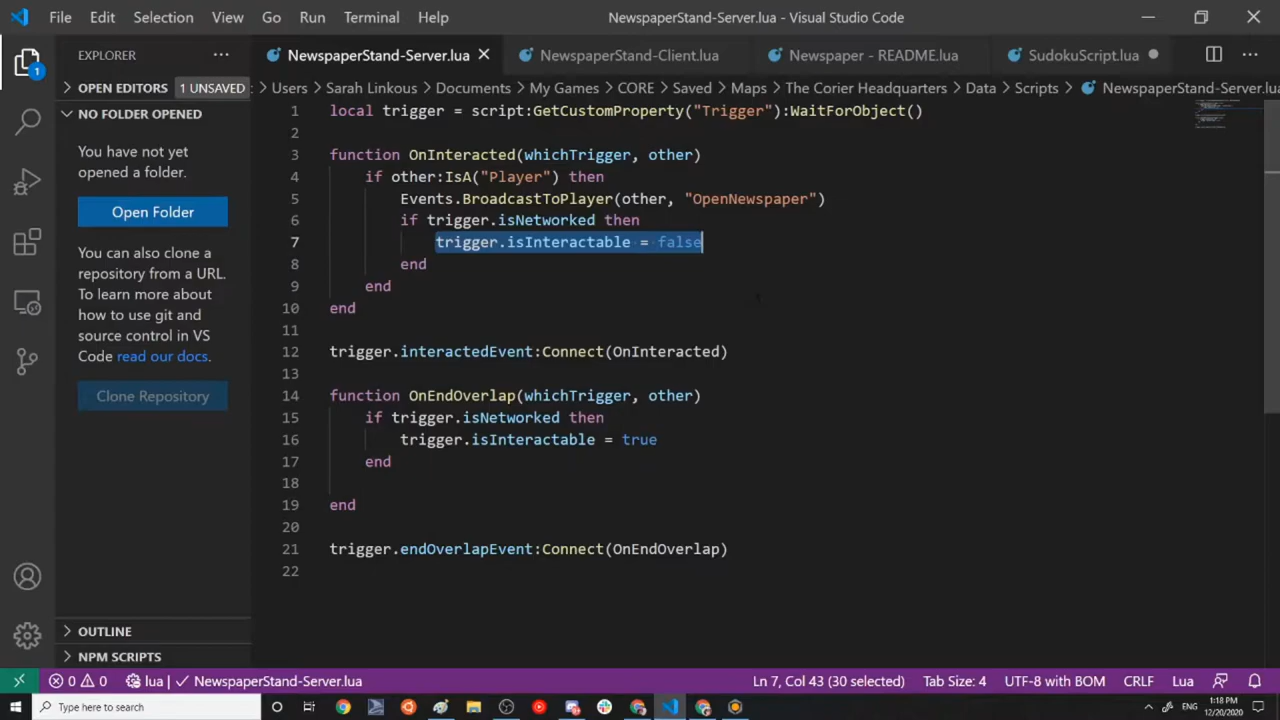 File Edit Selection View Go Run Terminal Help NewspaperStand-Server.lua - Visual Studio Code
EXPLORER ... NewspaperStand-Server.lua NewspaperStand-Client.lua Newspaper - README.lua SudokuScript.lua
1 OPEN EDITORS 1 UNSAVED Users > Sarah Linkous > Documents > My Games > CORE > Saved > Maps > The Corier Headquarters > Data > Scripts > NewspaperStand-Server.lua
NO FOLDER OPENED
You have not yet
opened a folder.
Open Folder
You can also clone a
repository from a URL.
To learn more about
how to use git and
source control in VS
Code read our docs.
Clone Repository
OUTLINE
NPM SCRIPTS
1 local trigger = script:GetCustomProperty("Trigger"):WaitForObject()
2
3 function OnInteracted(whichTrigger, other)
4 if other:IsA("Player") then
5 Events.BroadcastToPlayer(other, "OpenNewspaper")
6 if trigger.isNetworked then
7 trigger.isInteractable = false
8 end
9 end
10 end
11
12 trigger.interactedEvent:Connect(OnInteracted)
13
14 function OnEndOverlap(whichTrigger, other)
15 if trigger.isNetworked then
16 trigger.isInteractable = true
17 end
18
19 end
20
21 trigger.endOverlapEvent:Connect(OnEndOverlap)
22
0 0 lua | NewspaperStand-Server.lua Ln 7, Col 43 (30 selected) Tab Size: 4 UTF-8 with BOM CRLF Lua
Type here to search 1:18 PM
12/20/2020